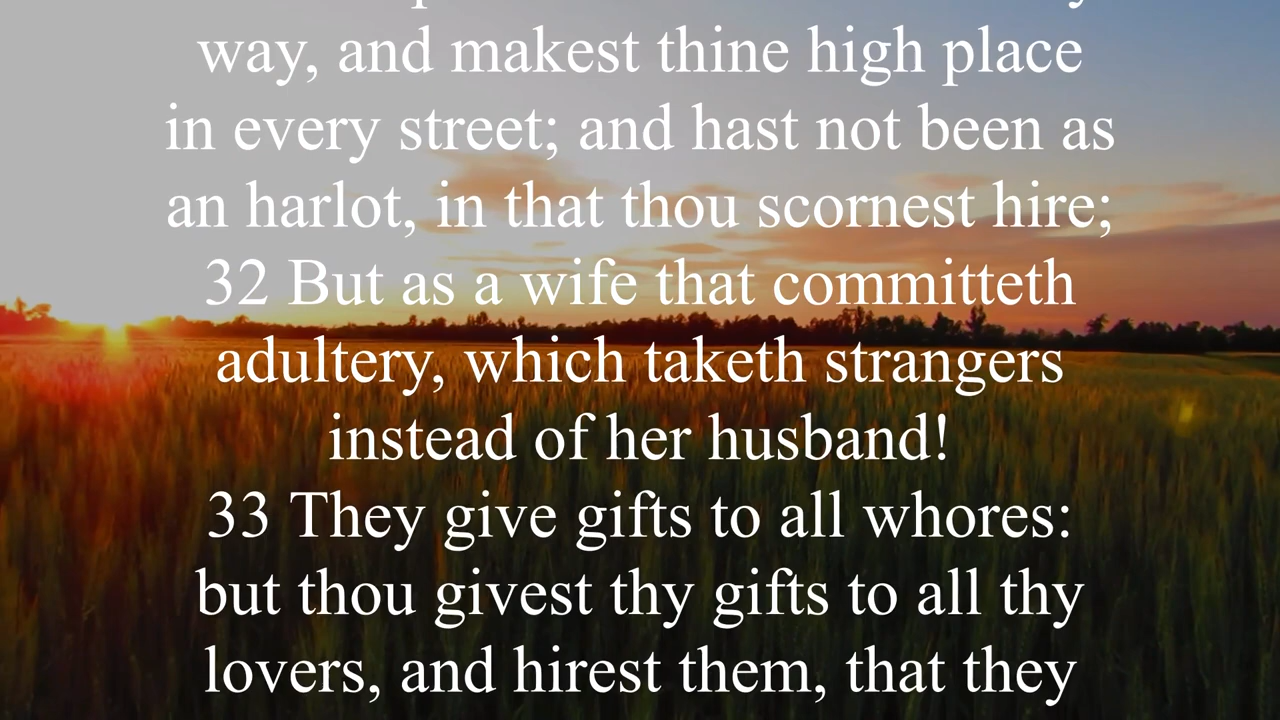 way, and makest thine high place
in every street; and hast not been as
an harlot, in that thou scornest hire;
32 But as a wife that committeth
adultery, which taketh strangers
instead of her husband!
33 They give gifts to all whores:
but thou givest thy gifts to all thy
lovers, and hirest them, that they